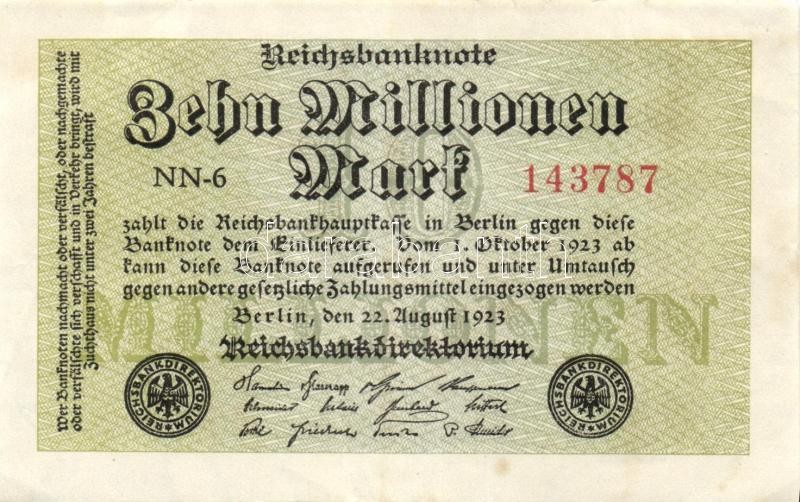 Reichsbanknote
Zehn Millionen
Mark
NN-6
143787
zahlt die Reichsbankhauptkasse in Berlin gegen diese
Banknote dem Einlieferer. Vom 1. Oktober 1923 ab
kann diese Banknote aufgerufen und unter Umtausch
gegen andere gesetzliche Zahlungsmittel eingezogen werden
Berlin, den 22. August 1923
Reichsbankdirektorium
REICHSBANKDIREKTORIUM
REICHSBANKDIREKTORIUM
Wer Banknoten nachmacht oder verfälscht, oder nachgemachte
oder verfälschte sich verschafft und in Verkehr bringt, wird mit
Zuchthaus nicht unter zwei Jahren bestraft
10
MILLIONEN